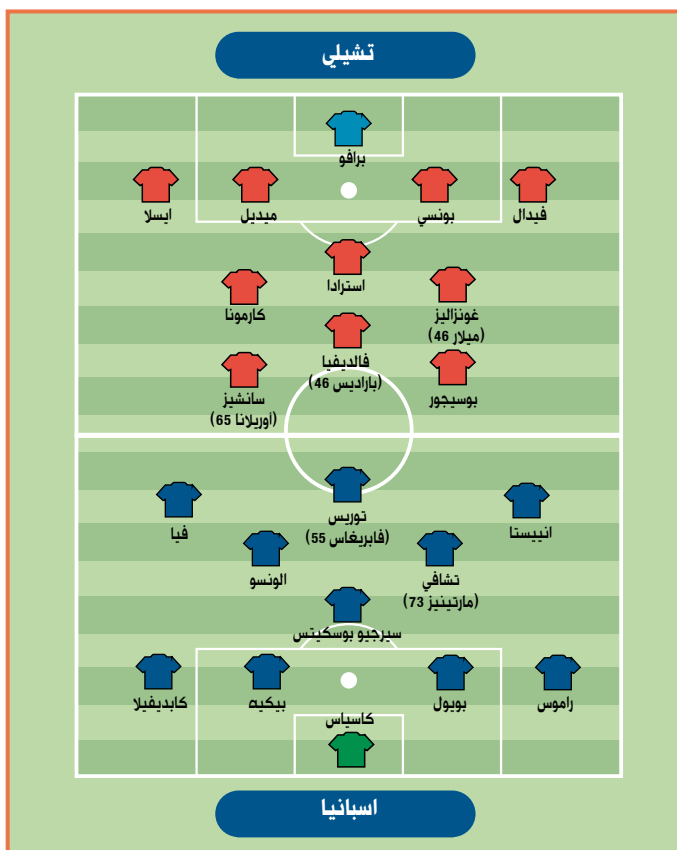 تشيلي
برافو
فيدال
بونسي
ميديل
ايسلا
استرادا
غونزاليز
(ميلار 46)
كارمونا
فالديفيا
(باراديس 46)
بوسيجور
سانشيز
(أوريلانا 65)
توريس
(فابريغاس 55)
انييستا
فيا
تشافي
(مارتينيز 73)
الونسو
سيرجيو بوسكيتس
راموس
بويول
بيكيه
كابديفيلا
كاسياس
اسبانيا